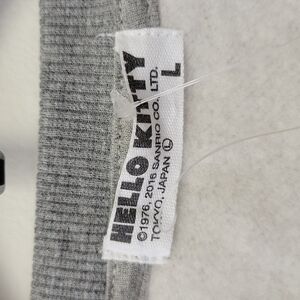 HELLO KITTY
©1976, 2016 SANRIO CO., LTD.
TOKYO, JAPAN Ⓛ
L